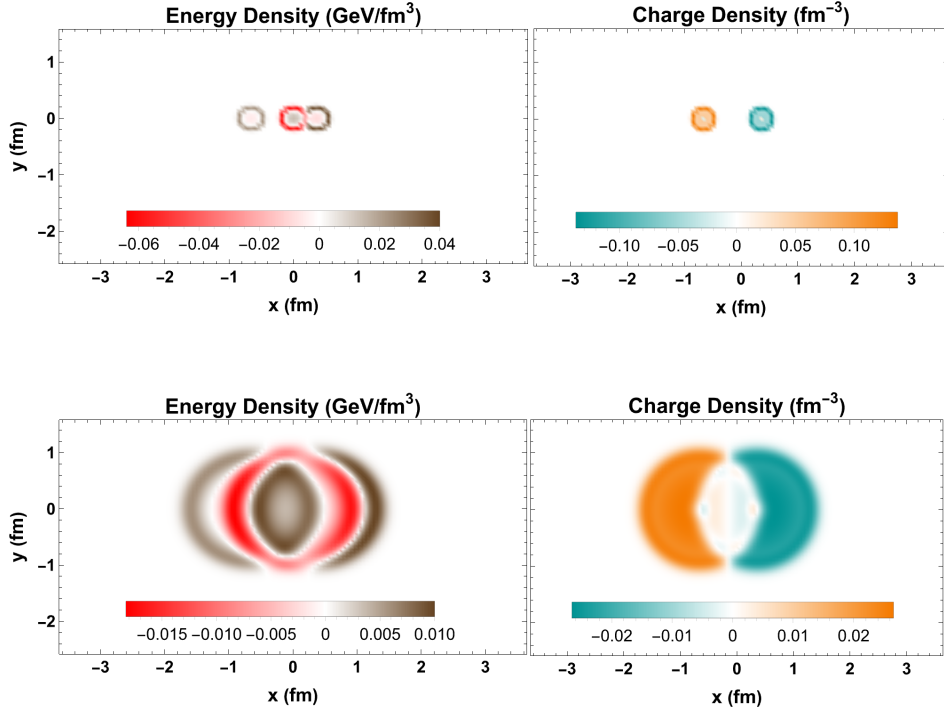 Energy Density (GeV/fm³)
1
0
−1
−2
y (fm)
−0.06 −0.04 −0.02 0 0.02 0.04
−3 −2 −1 0 1 2 3
x (fm)
Charge Density (fm⁻³)
−0.10 −0.05 0 0.05 0.10
−3 −2 −1 0 1 2 3
x (fm)
Energy Density (GeV/fm³)
1
0
−1
−2
y (fm)
−0.015 −0.010 −0.005 0 0.005 0.010
−3 −2 −1 0 1 2 3
x (fm)
Charge Density (fm⁻³)
−0.02 −0.01 0 0.01 0.02
−3 −2 −1 0 1 2 3
x (fm)